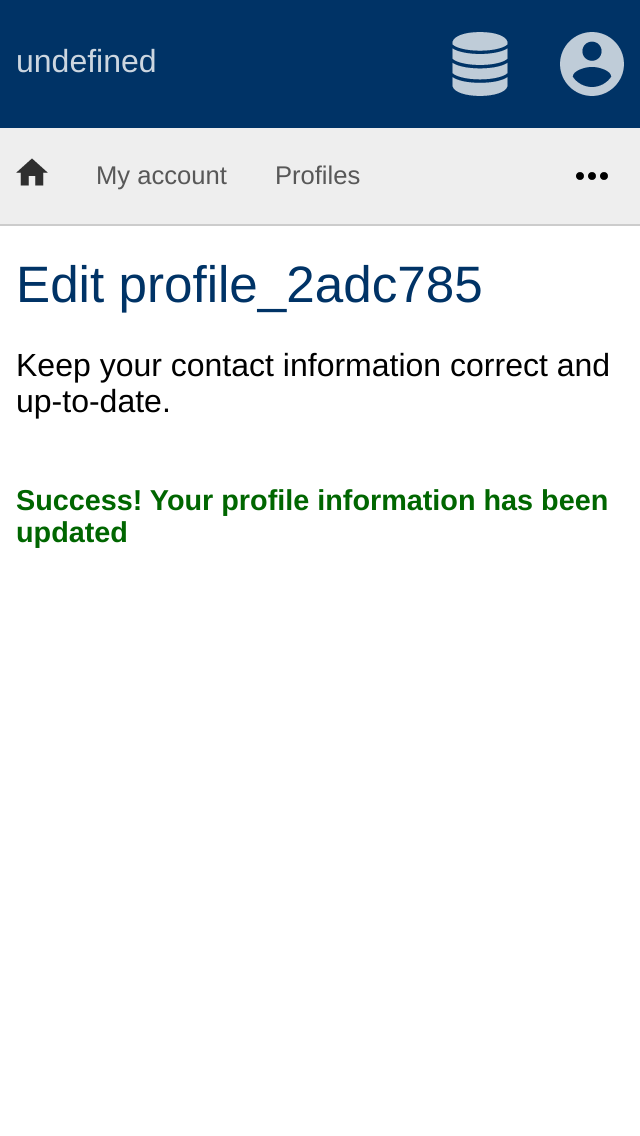 undefined
My account Profiles
Edit profile_2adc785
Keep your contact information correct and
up-to-date.
Success! Your profile information has been
updated